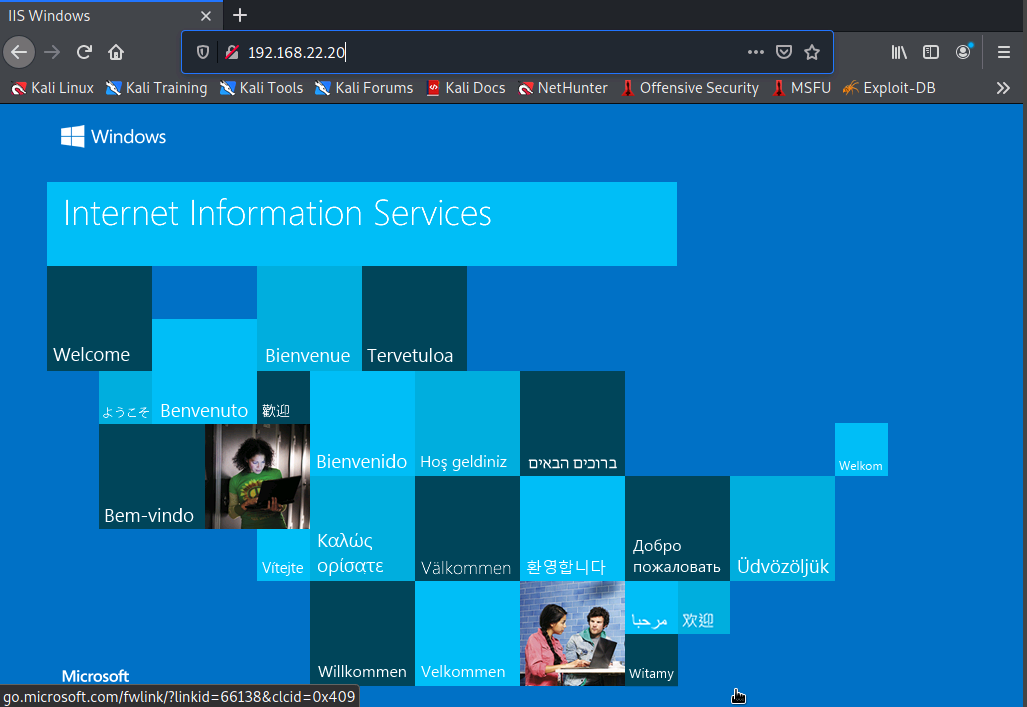 IIS Windows
192.168.22.20
Kali Linux
Kali Training
Kali Tools
Kali Forums
Kali Docs
NetHunter
Offensive Security
MSFU
Exploit-DB
Windows
Internet Information Services
Welcome
Bienvenue
Tervetuloa
ようこそ
Benvenuto
歡迎
Bienvenido
Hoş geldiniz
ברוכים הבאים
Welkom
Bem-vindo
Vítejte
Καλώς
ορίσατε
Välkommen
환영합니다
Добро
пожаловать
Üdvözöljük
Willkommen
Velkommen
مرحبا
欢迎
Witamy
Microsoft
go.microsoft.com/fwlink/?linkid=66138&clcid=0x409